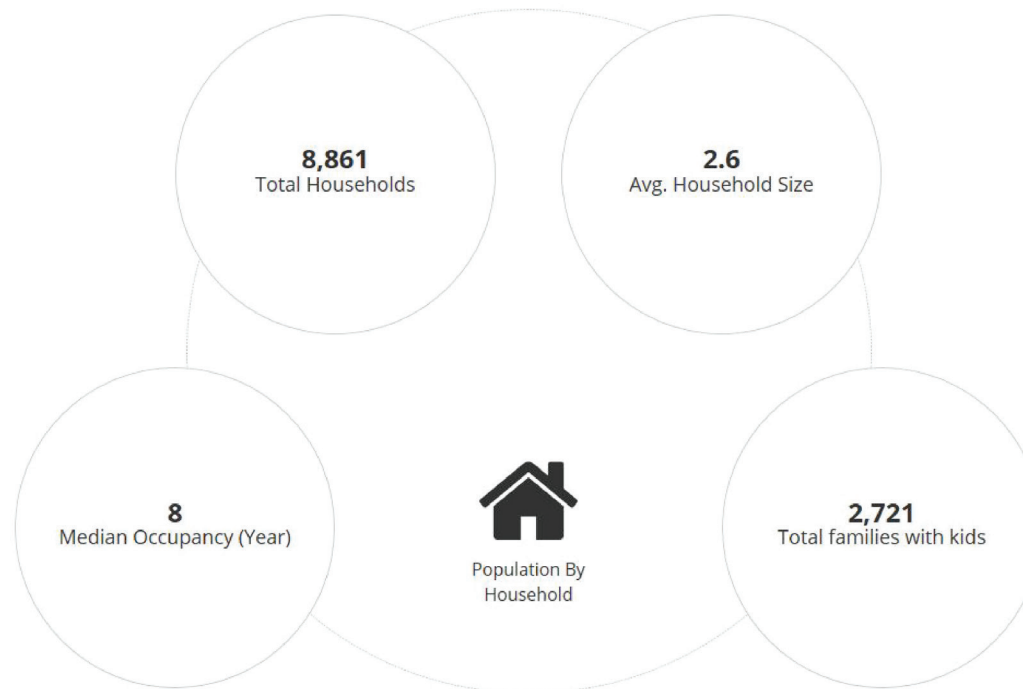 8,861
Total Households
2.6
Avg. Household Size
8
Median Occupancy (Year)
2,721
Total families with kids
Population By
Household